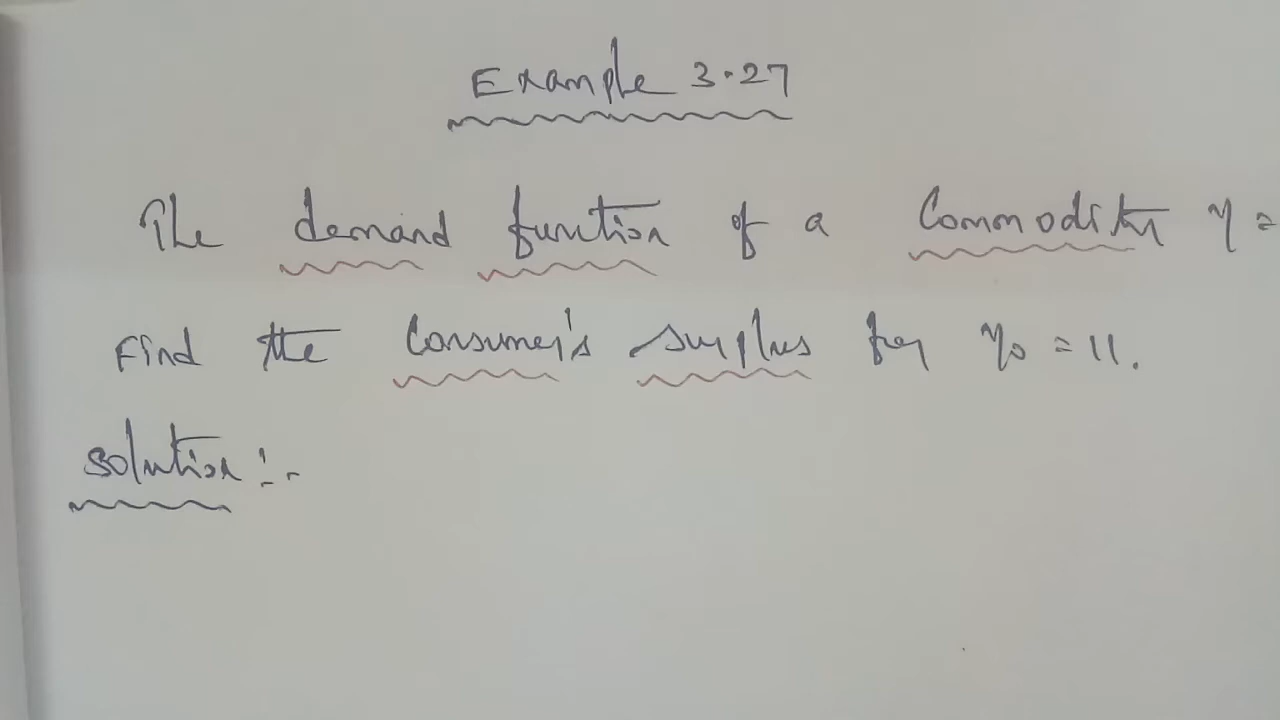 Example 3.27
The demand function of a Commodity y =
Find the Consumer's surplus for y₀ = 11.
Solution :-